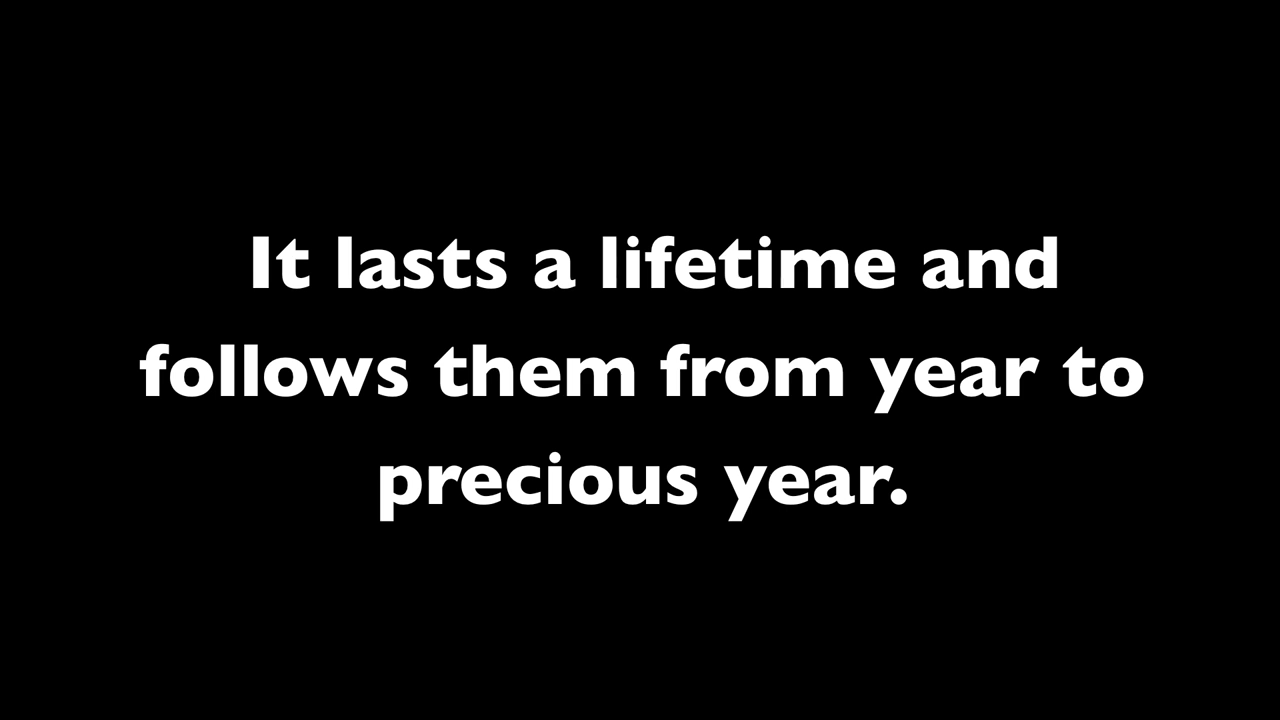 It lasts a lifetime and
follows them from year to
precious year.